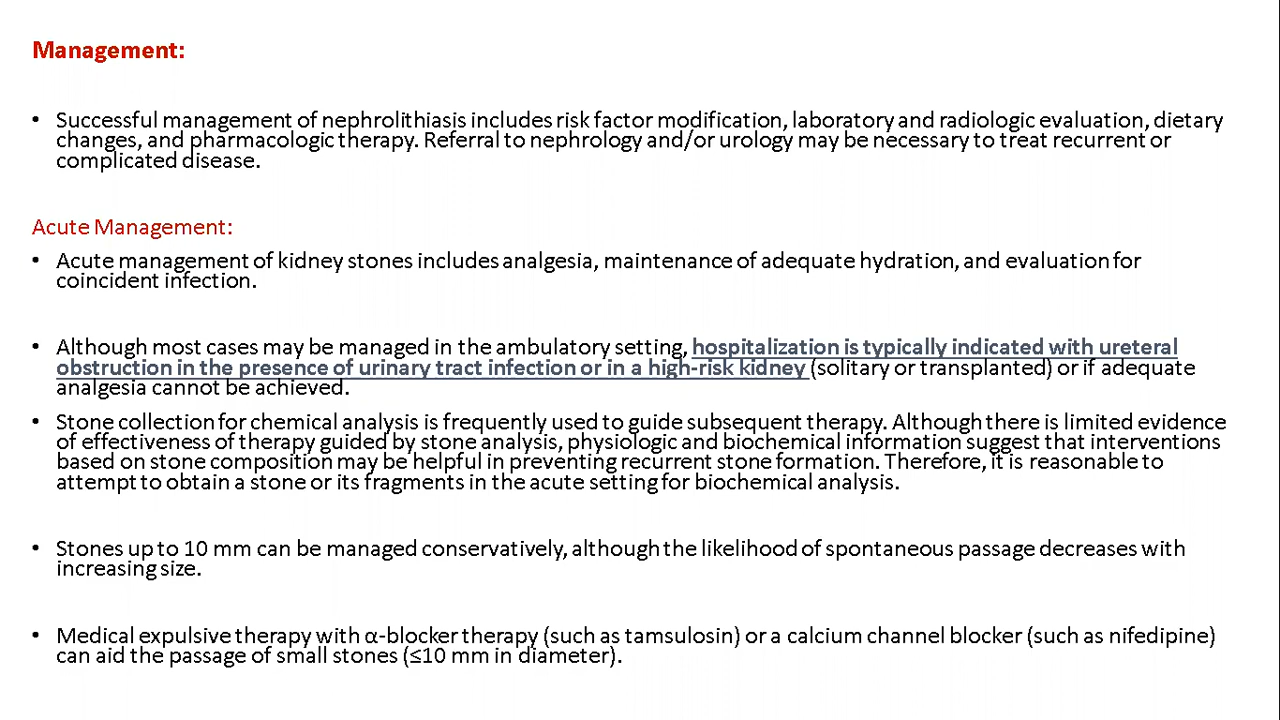 Management:
• Successful management of nephrolithiasis includes risk factor modification, laboratory and radiologic evaluation, dietary
changes, and pharmacologic therapy. Referral to nephrology and/or urology may be necessary to treat recurrent or
complicated disease.
Acute Management:
• Acute management of kidney stones includes analgesia, maintenance of adequate hydration, and evaluation for
coincident infection.
• Although most cases may be managed in the ambulatory setting, hospitalization is typically indicated with ureteral
obstruction in the presence of urinary tract infection or in a high-risk kidney (solitary or transplanted) or if adequate
analgesia cannot be achieved.
• Stone collection for chemical analysis is frequently used to guide subsequent therapy. Although there is limited evidence
of effectiveness of therapy guided by stone analysis, physiologic and biochemical information suggest that interventions
based on stone composition may be helpful in preventing recurrent stone formation. Therefore, it is reasonable to
attempt to obtain a stone or its fragments in the acute setting for biochemical analysis.
• Stones up to 10 mm can be managed conservatively, although the likelihood of spontaneous passage decreases with
increasing size.
• Medical expulsive therapy with α-blocker therapy (such as tamsulosin) or a calcium channel blocker (such as nifedipine)
can aid the passage of small stones (≤10 mm in diameter).